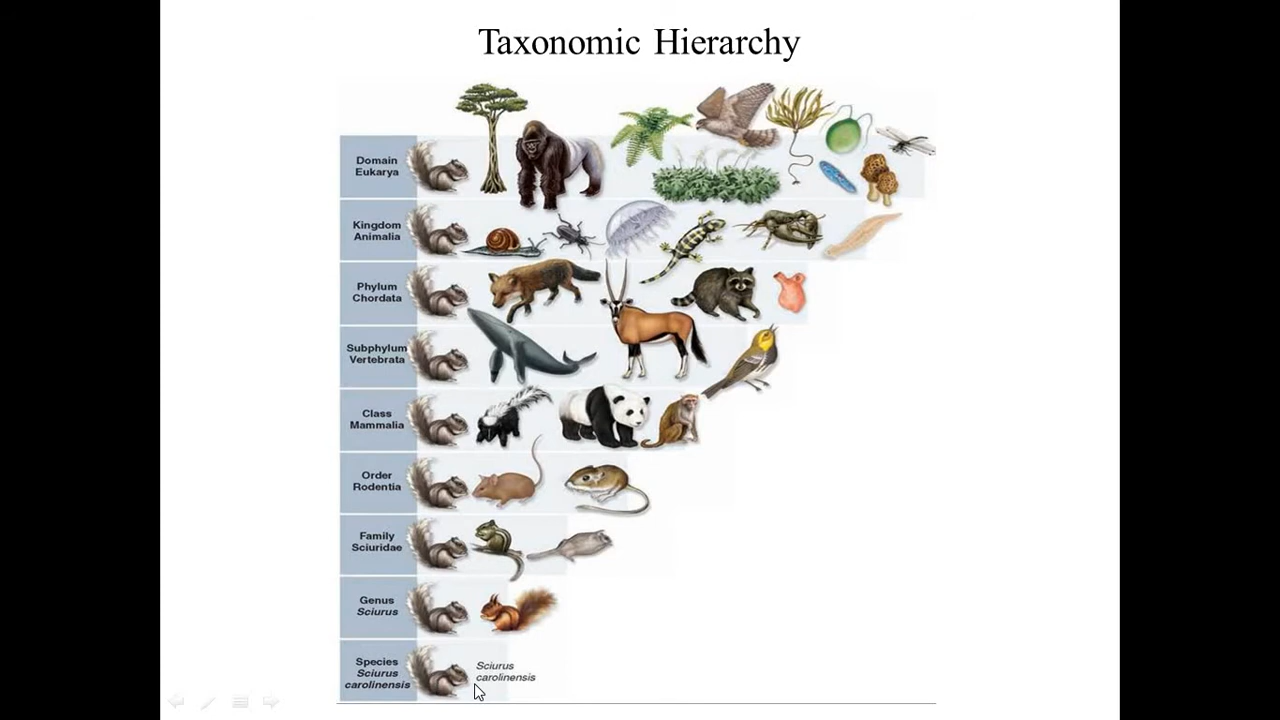 Taxonomic Hierarchy
Domain
Eukarya
Kingdom
Animalia
Phylum
Chordata
Subphylum
Vertebrata
Class
Mammalia
Order
Rodentia
Family
Sciuridae
Genus
Sciurus
Species
Sciurus
carolinensis
Sciurus
carolinensis